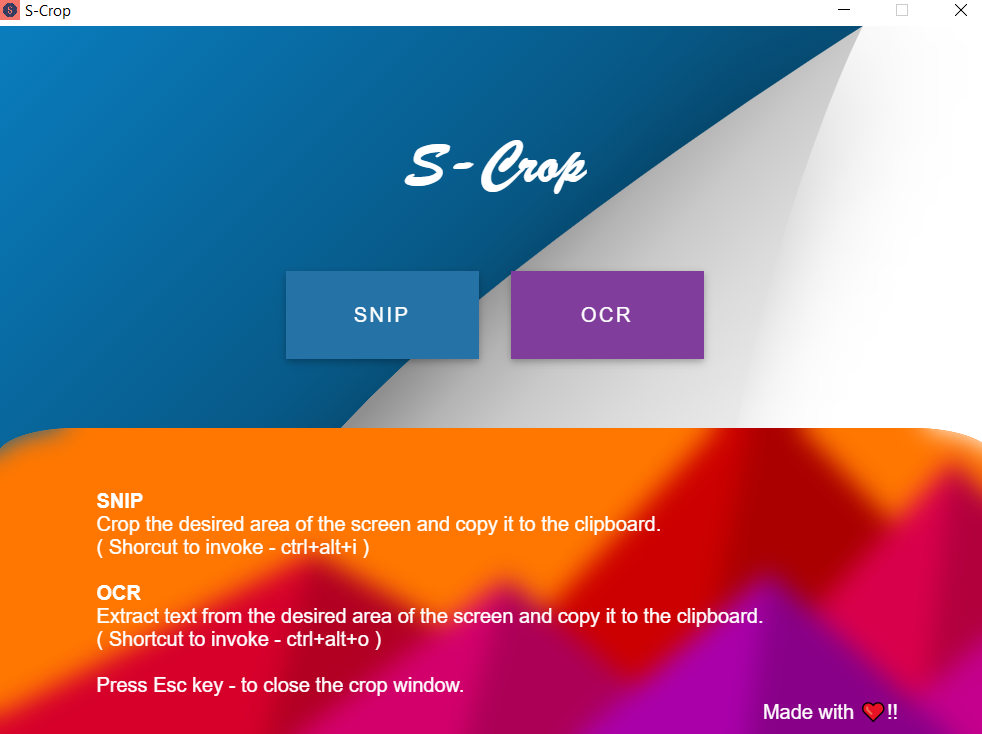 S-Crop
S-Crop
SNIP
OCR
SNIP
Crop the desired area of the screen and copy it to the clipboard.
( Shorcut to invoke - ctrl+alt+i )
OCR
Extract text from the desired area of the screen and copy it to the clipboard.
( Shortcut to invoke - ctrl+alt+o )
Press Esc key - to close the crop window.
Made with ❤️!!